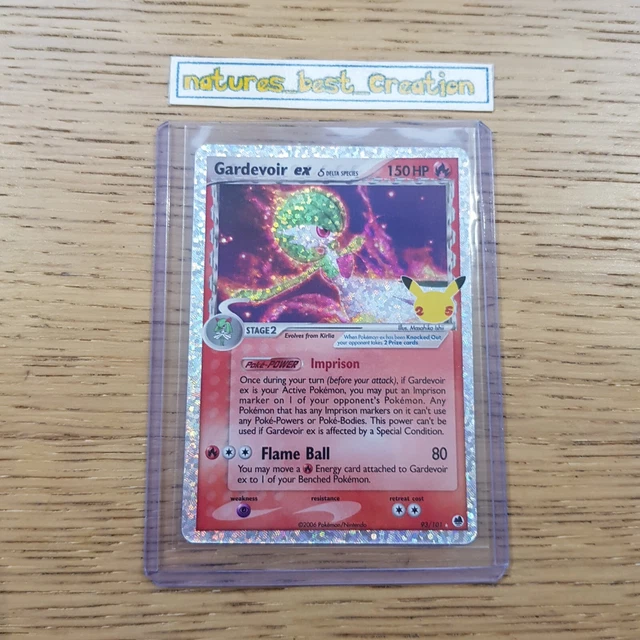 natures_best_Creation
Gardevoir ex δ DELTA SPECIES 150 HP
25
STAGE 2
Evolves from Kirlia
Illus. Masahiko Ishii
When Pokémon ex has been Knocked Out,
your opponent takes 2 Prize cards.
Poké-POWER Imprison
Once during your turn (before your attack), if Gardevoir
ex is your Active Pokémon, you may put an Imprison
marker on 1 of your opponent's Pokémon. Any
Pokémon that has any Imprison markers on it can't use
any Poké-Powers or Poké-Bodies. This power can't be
used if Gardevoir ex is affected by a Special Condition.
Flame Ball 80
You may move a Energy card attached to Gardevoir
ex to 1 of your Benched Pokémon.
weakness resistance retreat cost
©2006 Pokémon/Nintendo 93/101